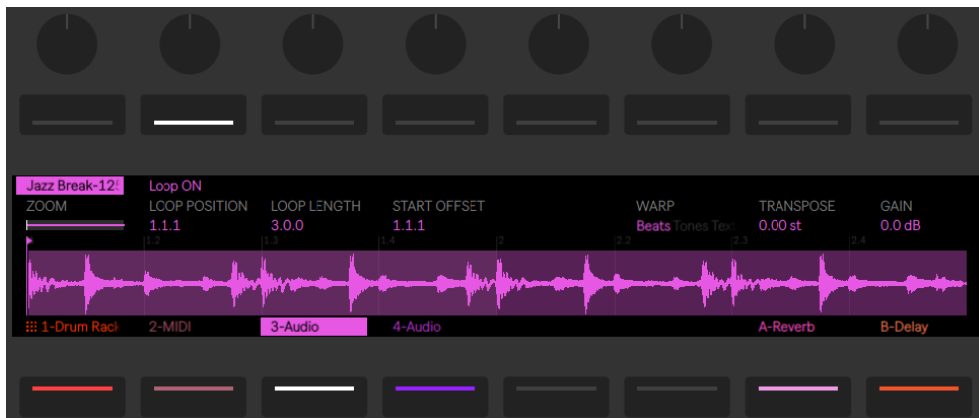 Jazz Break-125 Loop ON
ZOOM LOOP POSITION LOOP LENGTH START OFFSET WARP TRANSPOSE GAIN
1.1.1 3.0.0 1.1.1 Beats Tones Text 0.00 st 0.0 dB
1.2 1.3 1.4 2 2.2 2.3 2.4
1-Drum Rack 2-MIDI 3-Audio 4-Audio A-Reverb B-Delay